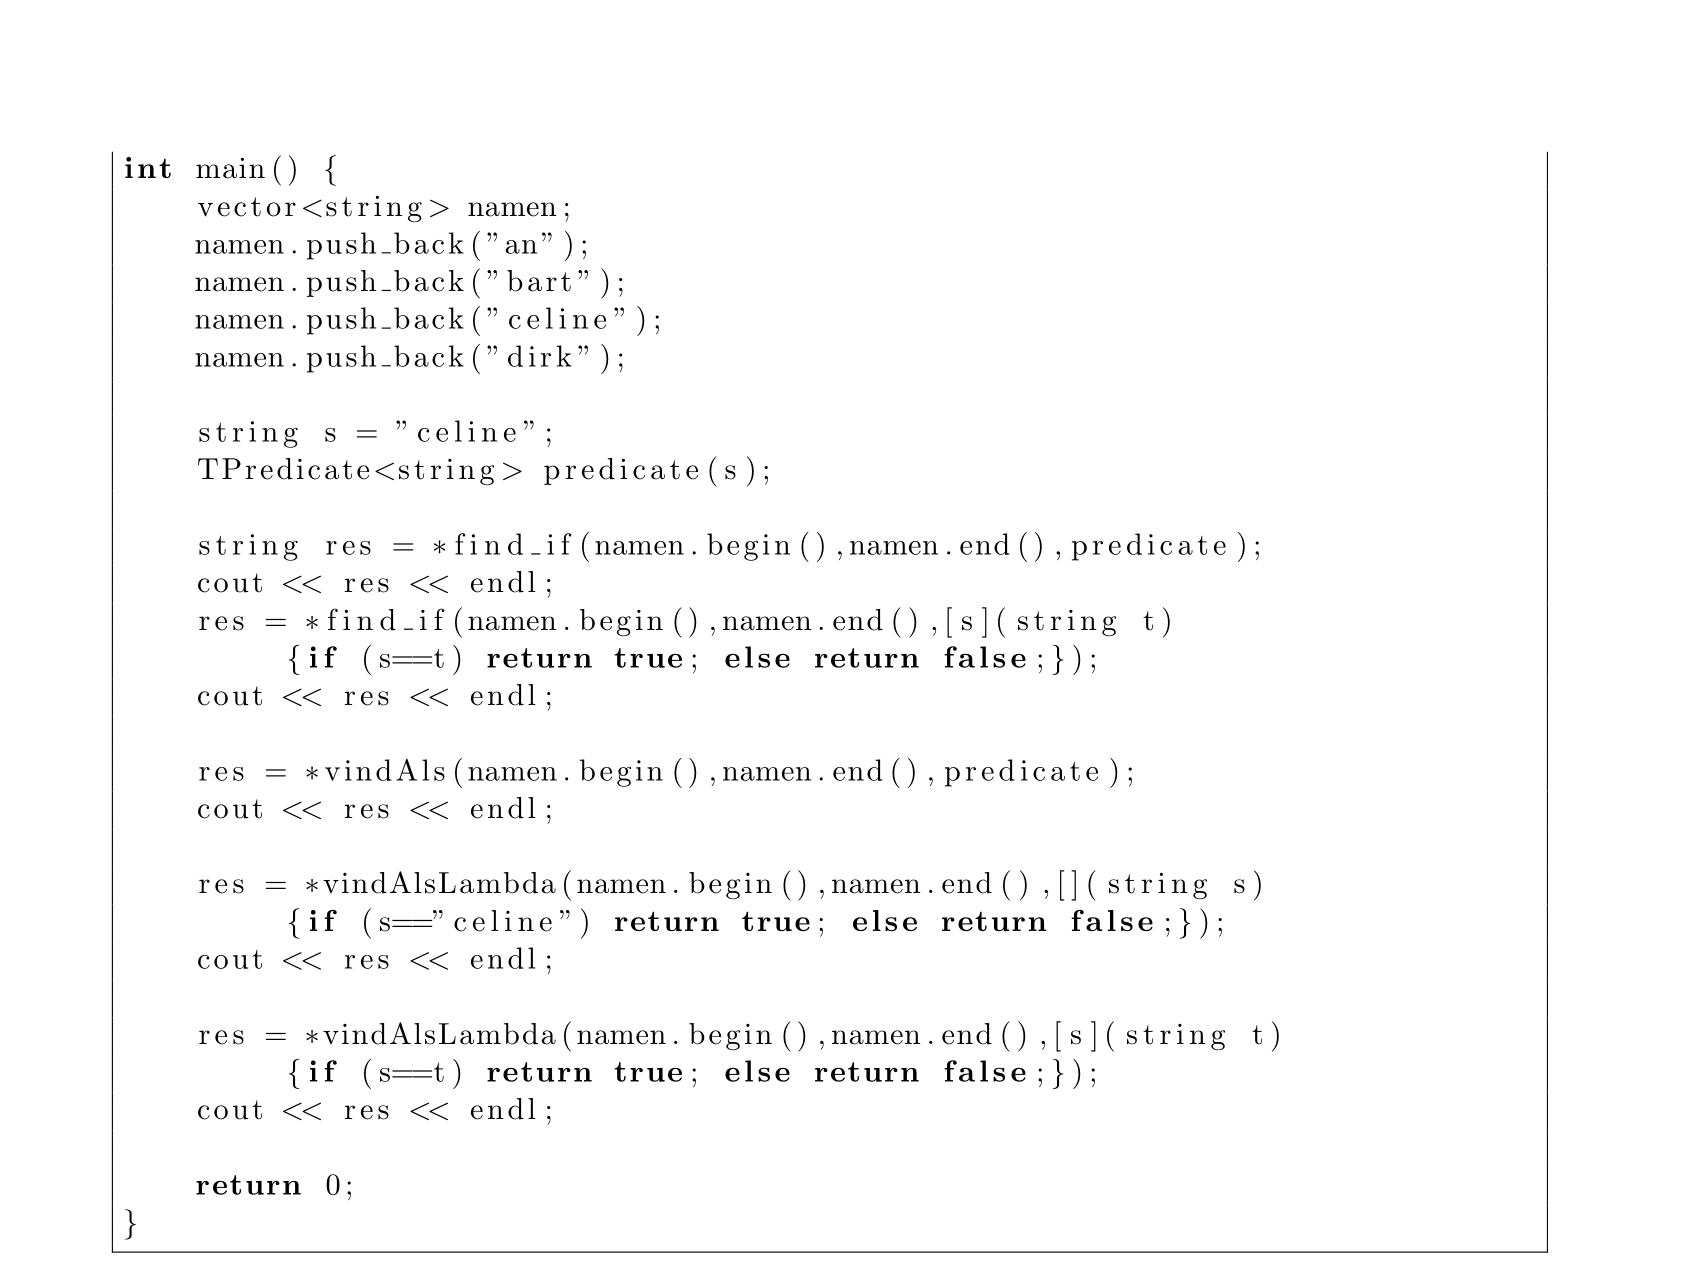 int main() {
    vector<string> namen;
    namen.push_back("an");
    namen.push_back("bart");
    namen.push_back("celine");
    namen.push_back("dirk");

    string s = "celine";
    TPredicate<string> predicate(s);

    string res = *find_if(namen.begin(),namen.end(),predicate);
    cout << res << endl;
    res = *find_if(namen.begin(),namen.end(),[s](string t)
        {if (s==t) return true; else return false;});
    cout << res << endl;

    res = *vindAls(namen.begin(),namen.end(),predicate);
    cout << res << endl;

    res = *vindAlsLambda(namen.begin(),namen.end(),[](string s)
        {if (s=="celine") return true; else return false;});
    cout << res << endl;

    res = *vindAlsLambda(namen.begin(),namen.end(),[s](string t)
        {if (s==t) return true; else return false;});
    cout << res << endl;

    return 0;
}